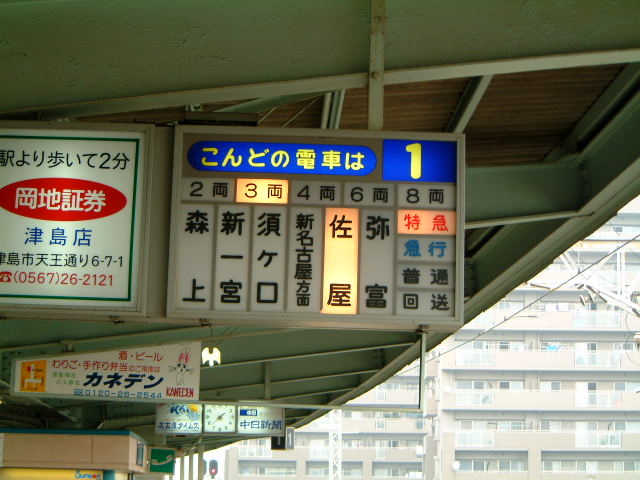 こんどの電車は 1
2両 3両 4両 6両 8両
森上
新一宮
須ケ口
新名古屋方面
佐屋
弥富
特急
急行
普通
回送
駅より歩いて2分
岡地証券
津島店
津島市天王通り6-7-1
☎(0567)26-2121
酒・ビール
わりご・手作り弁当のご用命は
カネデン
KANEDEN
0120-26-2544
中日新聞